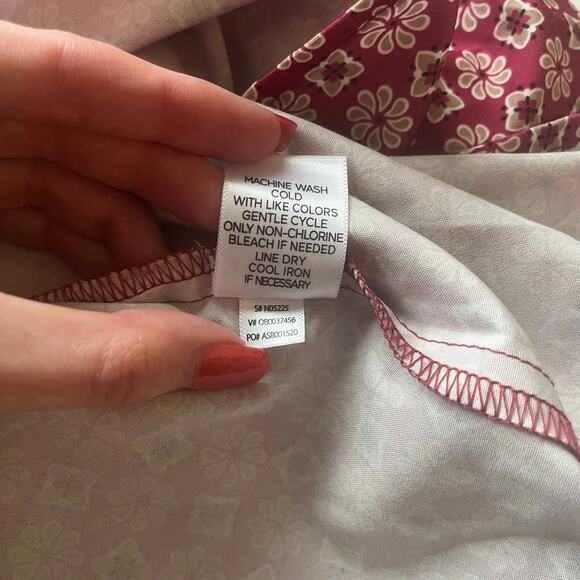 MACHINE WASH
COLD
WITH LIKE COLORS
GENTLE CYCLE
ONLY NON-CHLORINE
BLEACH IF NEEDED
LINE DRY
COOL IRON
IF NECESSARY
S# N05225
V# OB0037456
PO# AS8001520